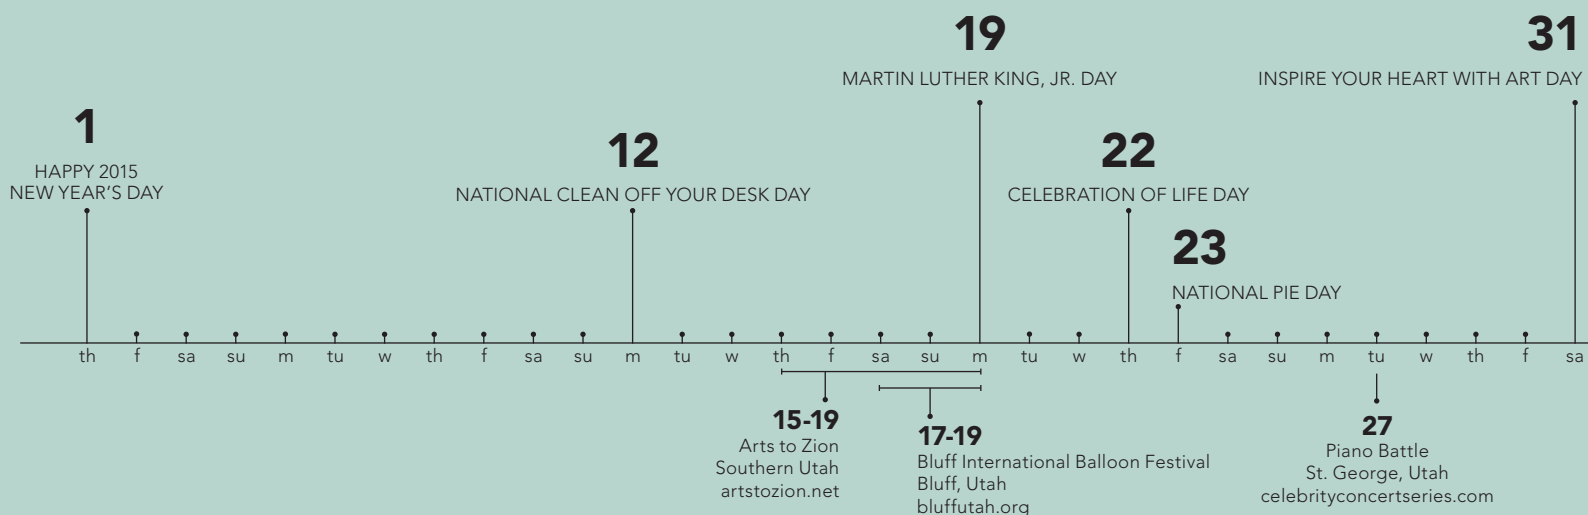 1
HAPPY 2015
NEW YEAR'S DAY
12
NATIONAL CLEAN OFF YOUR DESK DAY
19
MARTIN LUTHER KING, JR. DAY
22
CELEBRATION OF LIFE DAY
23
NATIONAL PIE DAY
31
INSPIRE YOUR HEART WITH ART DAY
th f sa su m tu w th f sa su m tu w th f sa su m tu w th f sa su m tu w th f sa
15-19
Arts to Zion
Southern Utah
artstozion.net
17-19
Bluff International Balloon Festival
Bluff, Utah
bluffutah.org
27
Piano Battle
St. George, Utah
celebrityconcertseries.com